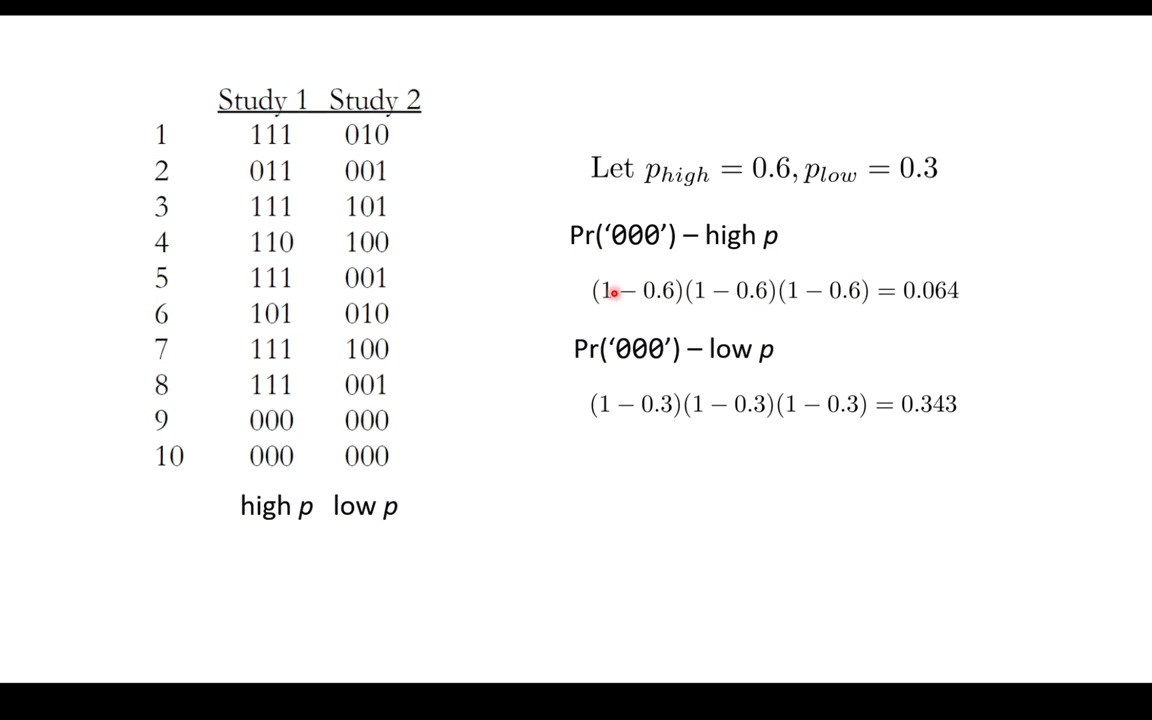 Study 1 Study 2
1 111 010
2 011 001
3 111 101
4 110 100
5 111 001
6 101 010
7 111 100
8 111 001
9 000 000
10 000 000
high p low p
Let p_high = 0.6, p_low = 0.3
Pr(‘000’) – high p
(1 − 0.6)(1 − 0.6)(1 − 0.6) = 0.064
Pr(‘000’) – low p
(1 − 0.3)(1 − 0.3)(1 − 0.3) = 0.343